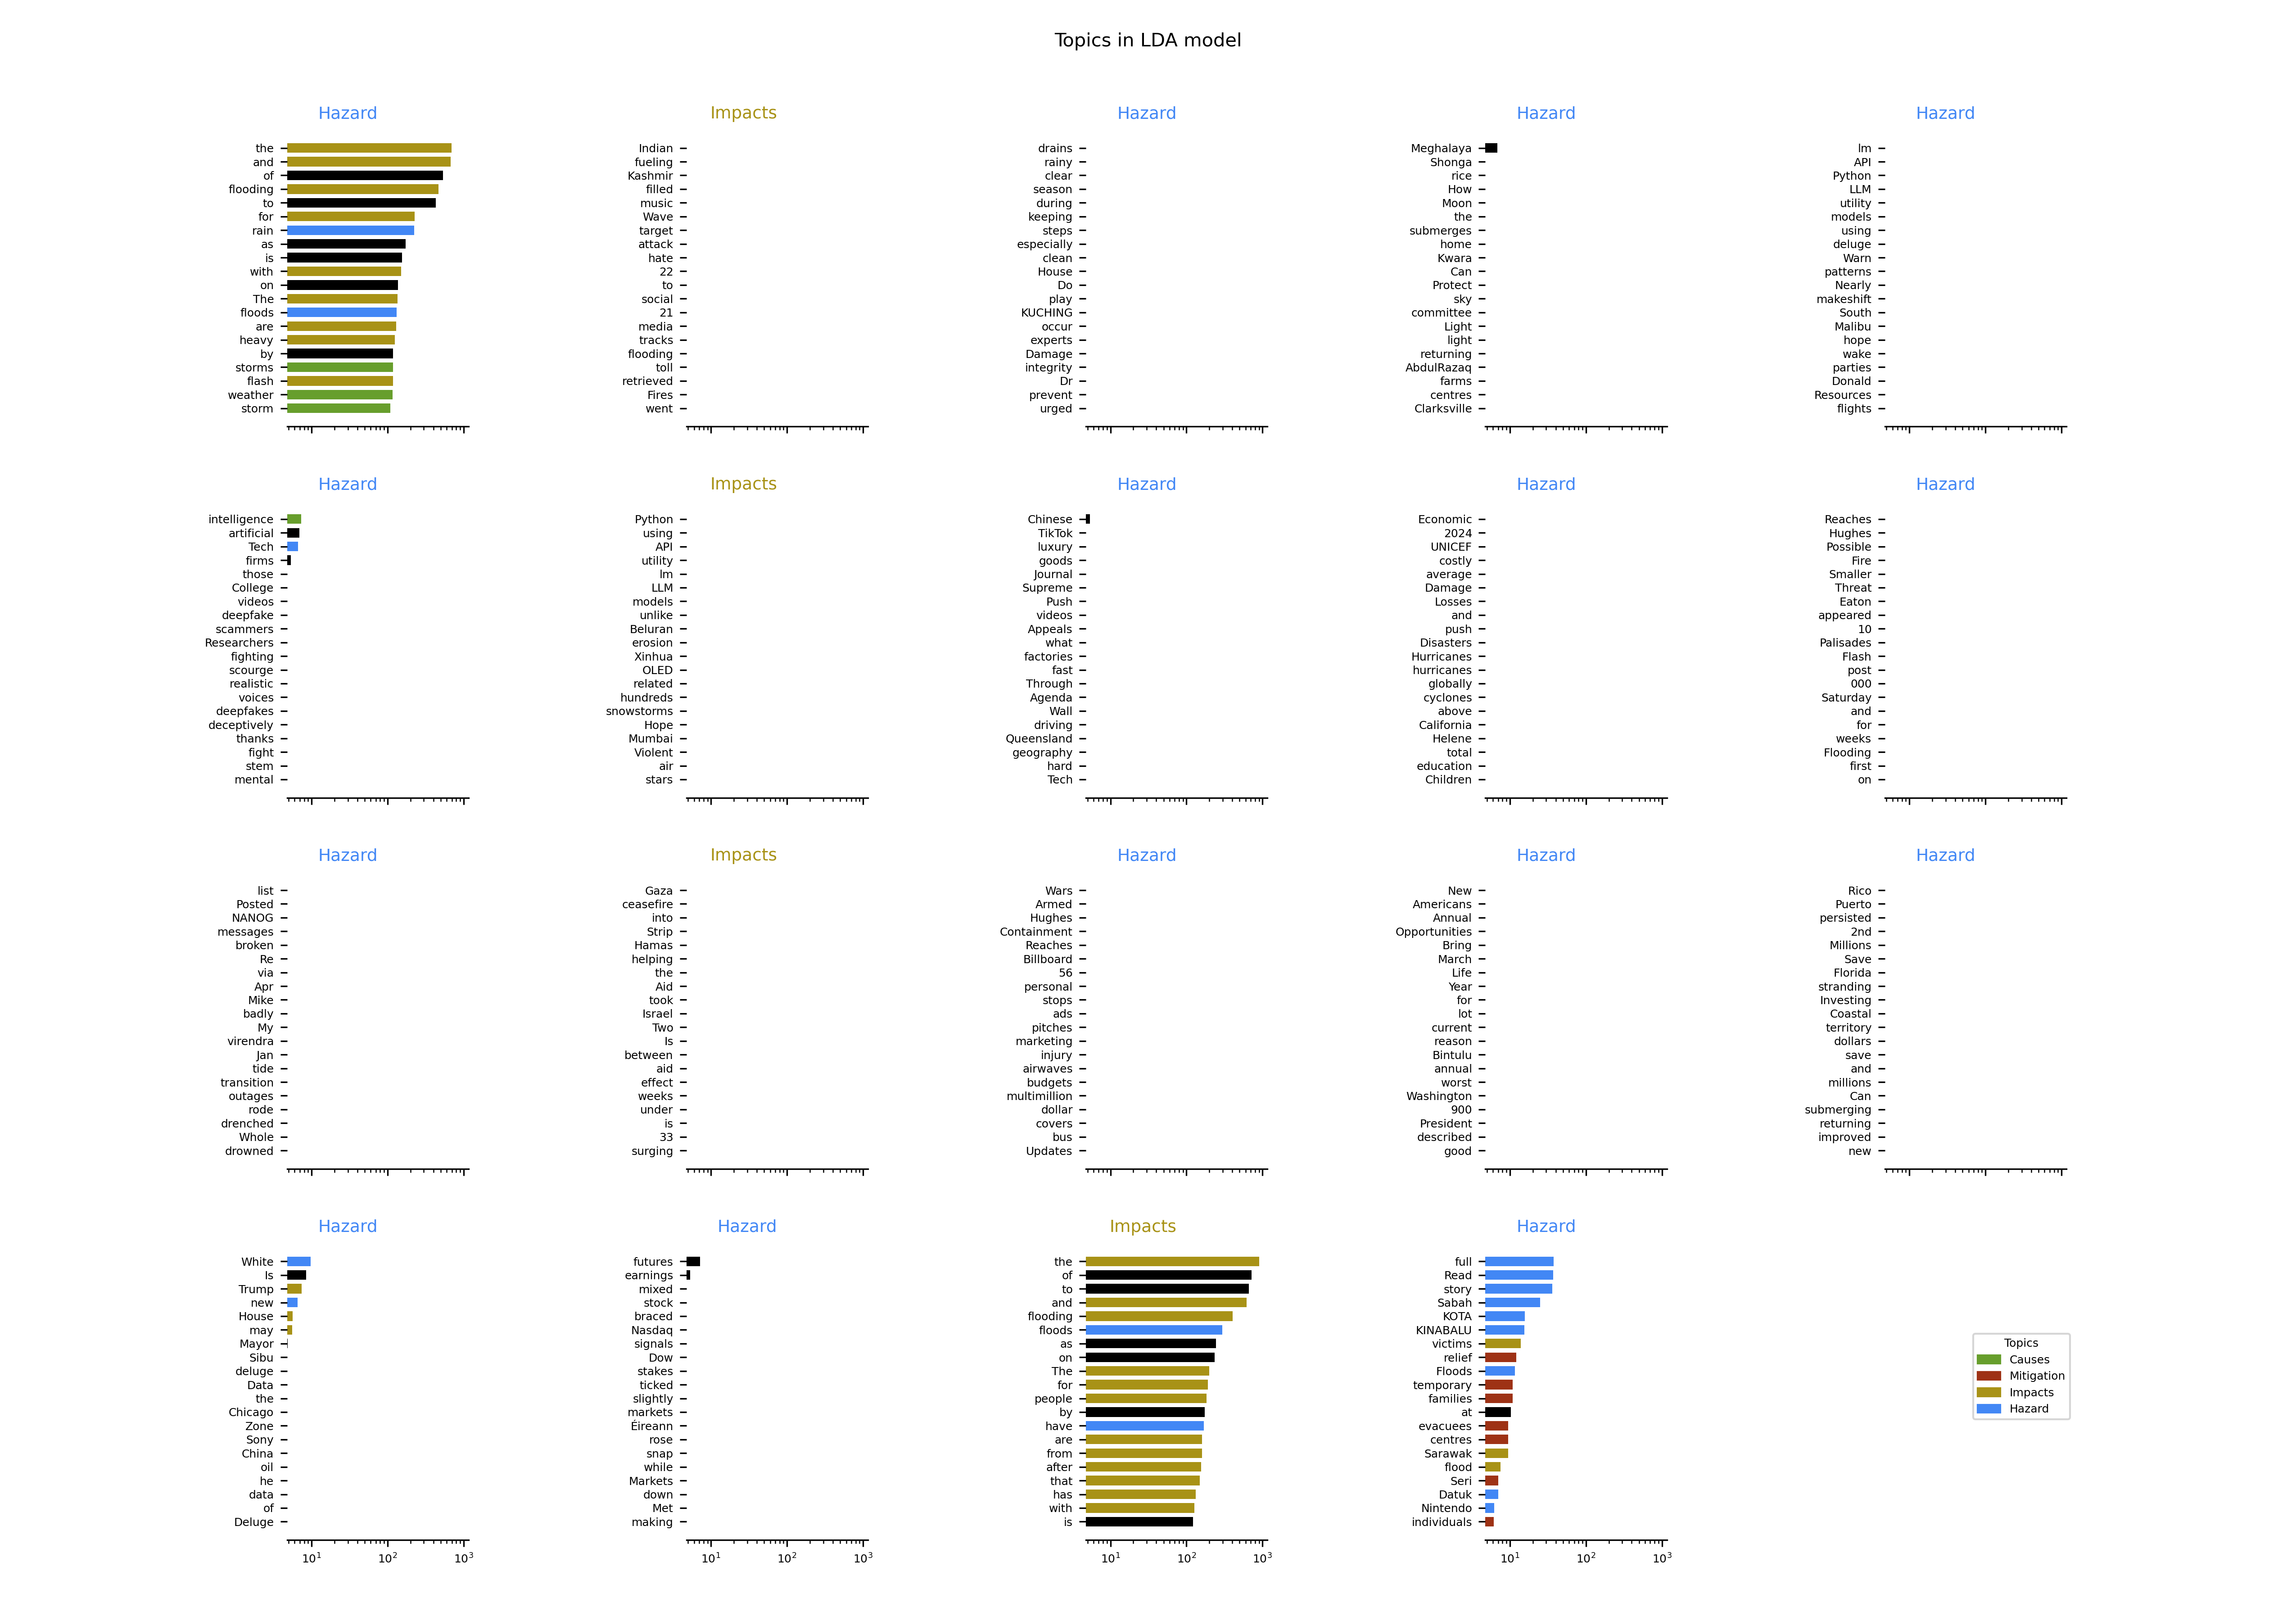 Topics in LDA model
Hazard
the
and
of
flooding
to
for
rain
as
is
with
on
The
floods
are
heavy
by
storms
flash
weather
storm
Impacts
Indian
fueling
Kashmir
filled
music
Wave
target
attack
hate
22
to
social
21
media
tracks
flooding
toll
retrieved
Fires
went
Hazard
drains
rainy
clear
season
during
keeping
steps
especially
clean
House
Do
play
KUCHING
occur
experts
Damage
integrity
Dr
prevent
urged
Hazard
Meghalaya
Shonga
rice
How
Moon
the
submerges
home
Kwara
Can
Protect
sky
committee
Light
light
returning
AbdulRazaq
farms
centres
Clarksville
Hazard
lm
API
Python
LLM
utility
models
using
deluge
Warn
patterns
Nearly
makeshift
South
Malibu
hope
wake
parties
Donald
Resources
flights
Hazard
intelligence
artificial
Tech
firms
those
College
videos
deepfake
scammers
Researchers
fighting
scourge
realistic
voices
deepfakes
deceptively
thanks
fight
stem
mental
Impacts
Python
using
API
utility
lm
LLM
models
unlike
Beluran
erosion
Xinhua
OLED
related
hundreds
snowstorms
Hope
Mumbai
Violent
air
stars
Hazard
Chinese
TikTok
luxury
goods
Journal
Supreme
Push
videos
Appeals
what
factories
fast
Through
Agenda
Wall
driving
Queensland
geography
hard
Tech
Hazard
Economic
2024
UNICEF
costly
average
Damage
Losses
and
push
Disasters
Hurricanes
hurricanes
globally
cyclones
above
California
Helene
total
education
Children
Hazard
Reaches
Hughes
Possible
Fire
Smaller
Threat
Eaton
appeared
10
Palisades
Flash
post
000
Saturday
and
for
weeks
Flooding
first
on
Hazard
list
Posted
NANOG
messages
broken
Re
via
Apr
Mike
badly
My
virendra
Jan
tide
transition
outages
rode
drenched
Whole
drowned
Impacts
Gaza
ceasefire
into
Strip
Hamas
helping
the
Aid
took
Israel
Two
Is
between
aid
effect
weeks
under
is
33
surging
Hazard
Wars
Armed
Hughes
Containment
Reaches
Billboard
56
personal
stops
ads
pitches
marketing
injury
airwaves
budgets
multimillion
dollar
covers
bus
Updates
Hazard
New
Americans
Annual
Opportunities
Bring
March
Life
Year
for
lot
current
reason
Bintulu
annual
worst
Washington
900
President
described
good
Hazard
Rico
Puerto
persisted
2nd
Millions
Save
Florida
stranding
Investing
Coastal
territory
dollars
save
and
millions
Can
submerging
returning
improved
new
Hazard
White
Is
Trump
new
House
may
Mayor
Sibu
deluge
Data
the
Chicago
Zone
Sony
China
oil
he
data
of
Deluge
10¹ 10² 10³
Hazard
futures
earnings
mixed
stock
braced
Nasdaq
signals
Dow
stakes
ticked
slightly
markets
Éireann
rose
snap
while
Markets
down
Met
making
10¹ 10² 10³
Impacts
the
of
to
and
flooding
floods
as
on
The
for
people
by
have
are
from
after
that
has
with
is
10¹ 10² 10³
Hazard
full
Read
story
Sabah
KOTA
KINABALU
victims
relief
Floods
temporary
families
at
evacuees
centres
Sarawak
flood
Seri
Datuk
Nintendo
individuals
10¹ 10² 10³
Topics
Causes
Mitigation
Impacts
Hazard